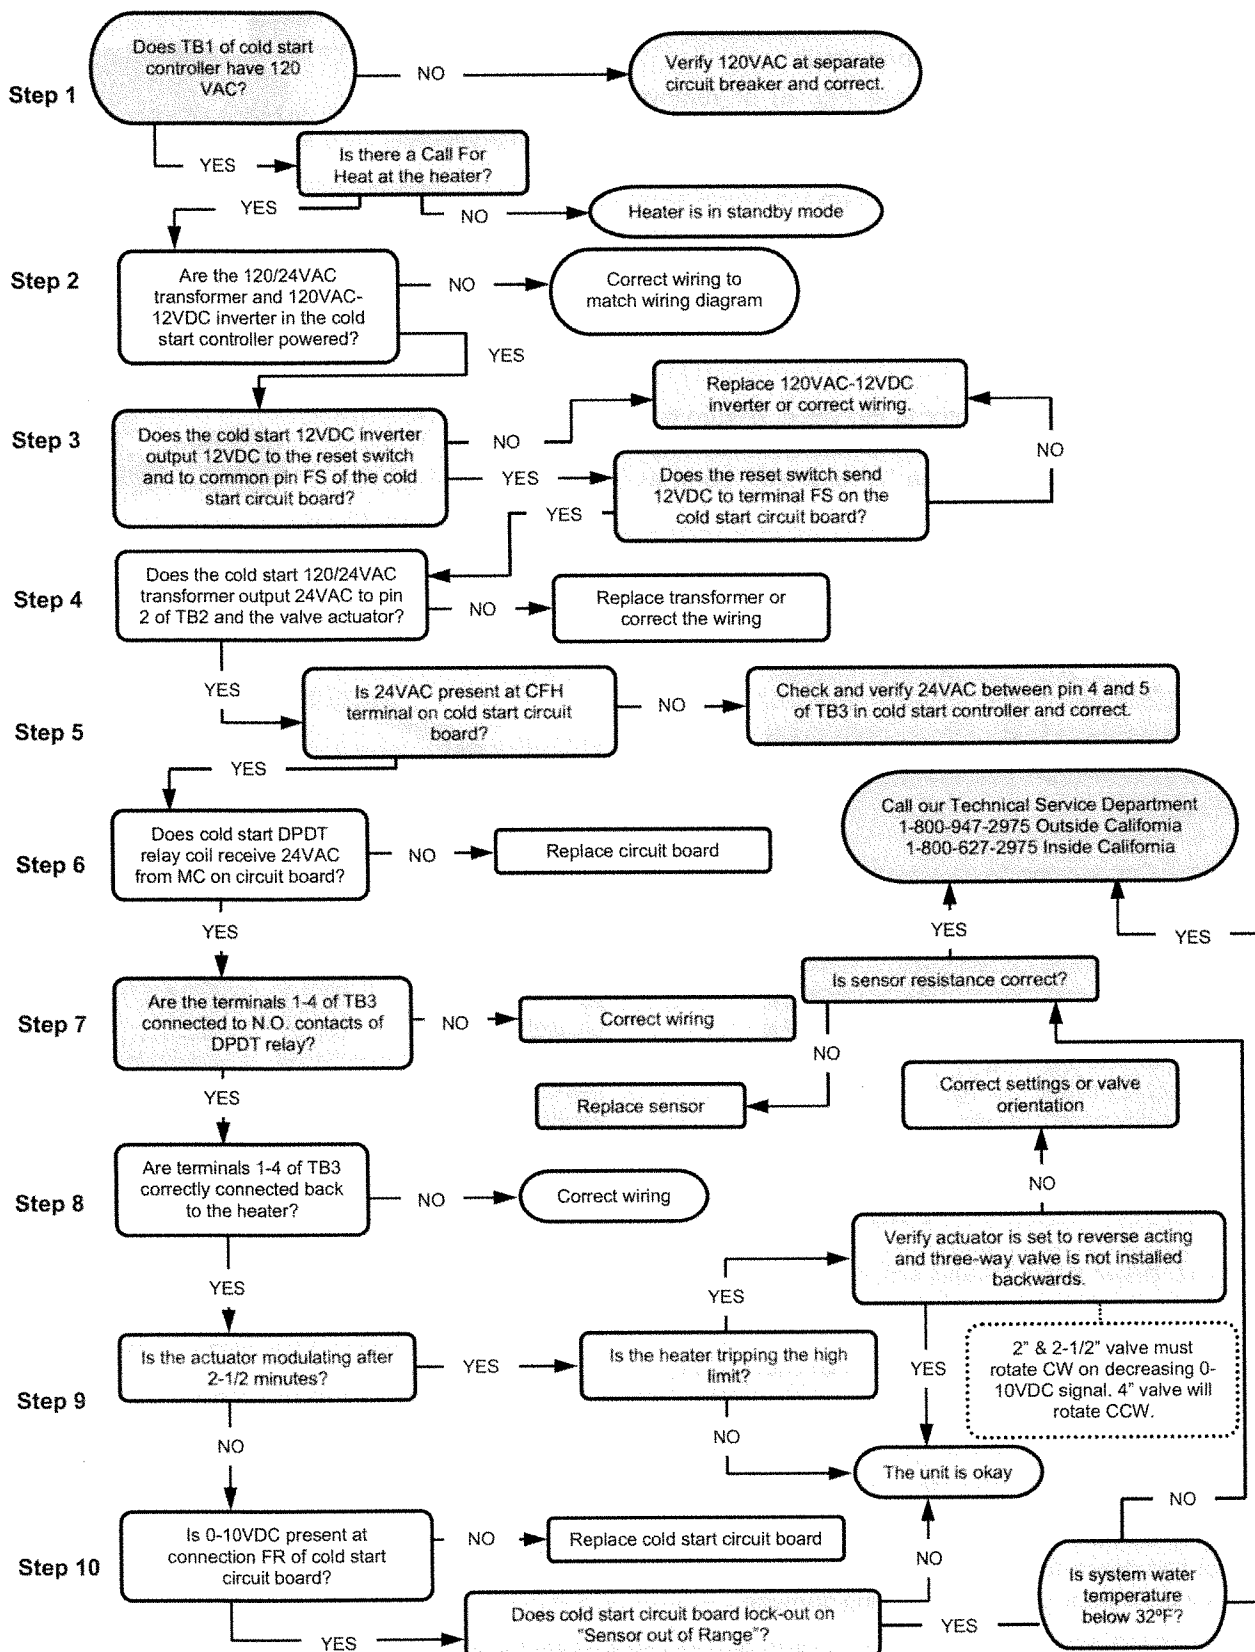 Does TB1 of cold start
controller have 120
VAC?
NO
Verify 120VAC at separate
circuit breaker and correct.
Step 1
YES
Is there a Call For
Heat at the heater?
YES
NO
Heater is in standby mode
Step 2
Are the 120/24VAC
transformer and 120VAC-
12VDC inverter in the cold
start controller powered?
NO
Correct wiring to
match wiring diagram
YES
Replace 120VAC-12VDC
inverter or correct wiring.
Step 3
Does the cold start 12VDC inverter
output 12VDC to the reset switch
and to common pin FS of the cold
start circuit board?
NO
YES
Does the reset switch send
12VDC to terminal FS on the
cold start circuit board?
NO
YES
Step 4
Does the cold start 120/24VAC
transformer output 24VAC to pin
2 of TB2 and the valve actuator?
NO
Replace transformer or
correct the wiring
YES
Step 5
Is 24VAC present at CFH
terminal on cold start circuit
board?
NO
Check and verify 24VAC between pin 4 and 5
of TB3 in cold start controller and correct.
YES
Step 6
Does cold start DPDT
relay coil receive 24VAC
from MC on circuit board?
NO
Replace circuit board
Call our Technical Service Department
1-800-947-2975 Outside California
1-800-627-2975 Inside California
YES
YES
YES
Is sensor resistance correct?
Step 7
Are the terminals 1-4 of TB3
connected to N.O. contacts of
DPDT relay?
NO
Correct wiring
NO
Replace sensor
Correct settings or valve
orientation
YES
Step 8
Are terminals 1-4 of TB3
correctly connected back
to the heater?
NO
Correct wiring
NO
Verify actuator is set to reverse acting
and three-way valve is not installed
backwards.
YES
YES
Step 9
Is the actuator modulating after
2-1/2 minutes?
YES
Is the heater tripping the high
limit?
YES
2" & 2-1/2" valve must
rotate CW on decreasing 0-
10VDC signal. 4" valve will
rotate CCW.
NO
NO
The unit is okay
NO
Step 10
Is 0-10VDC present at
connection FR of cold start
circuit board?
NO
Replace cold start circuit board
NO
YES
Does cold start circuit board lock-out on
"Sensor out of Range"?
YES
Is system water
temperature
below 32ºF?